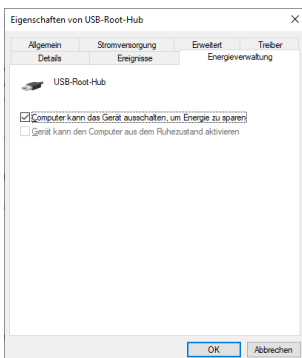 Eigenschaften von USB-Root-Hub
Allgemein Stromversorgung Erweitert Treiber
Details Ereignisse Energieverwaltung
USB-Root-Hub
Computer kann das Gerät ausschalten, um Energie zu sparen
Gerät kann den Computer aus dem Ruhezustand aktivieren
OK Abbrechen